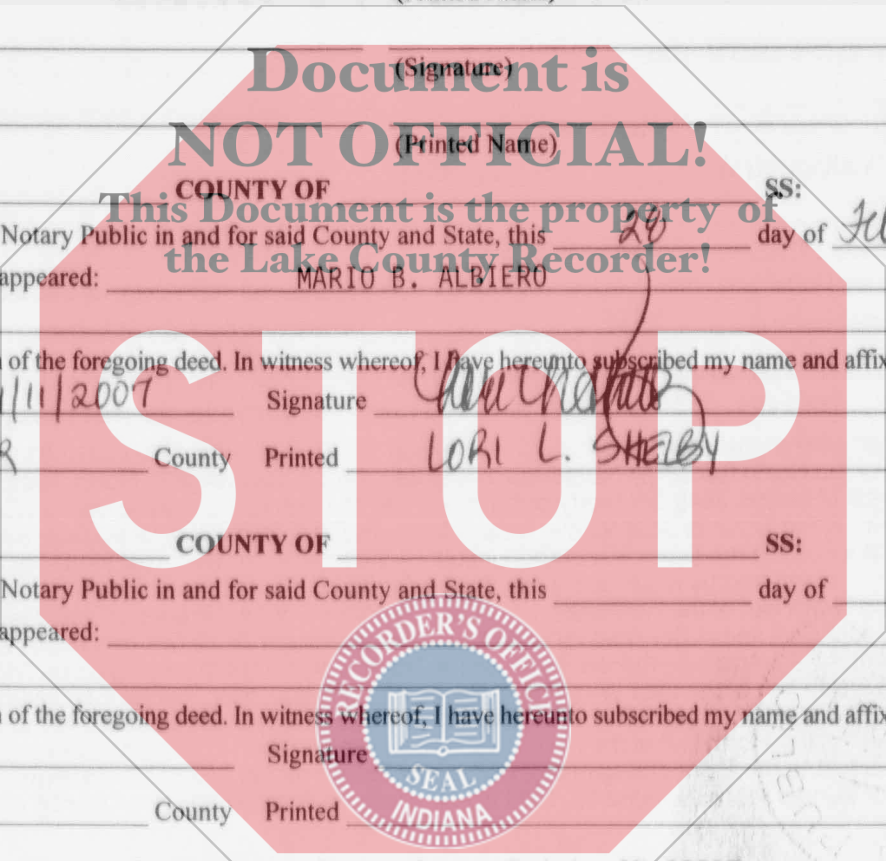 (Signature)
Document is
(Printed Name)
NOT OFFICIAL!
COUNTY OF SS:
This Document is the property of
Notary Public in and for said County and State, this 28 day of
the Lake County Recorder!
appeared: MARIO B. ALBIERO
STOP
of the foregoing deed. In witness whereof, I have hereunto subscribed my name and affix
/11/2007 Signature
County Printed LORI L. SHELBY
COUNTY OF SS:
Notary Public in and for said County and State, this day of
appeared:
RECORDER'S OFFICE
of the foregoing deed. In witness whereof, I have hereunto subscribed my name and affix
Signature
SEAL
INDIANA
County Printed